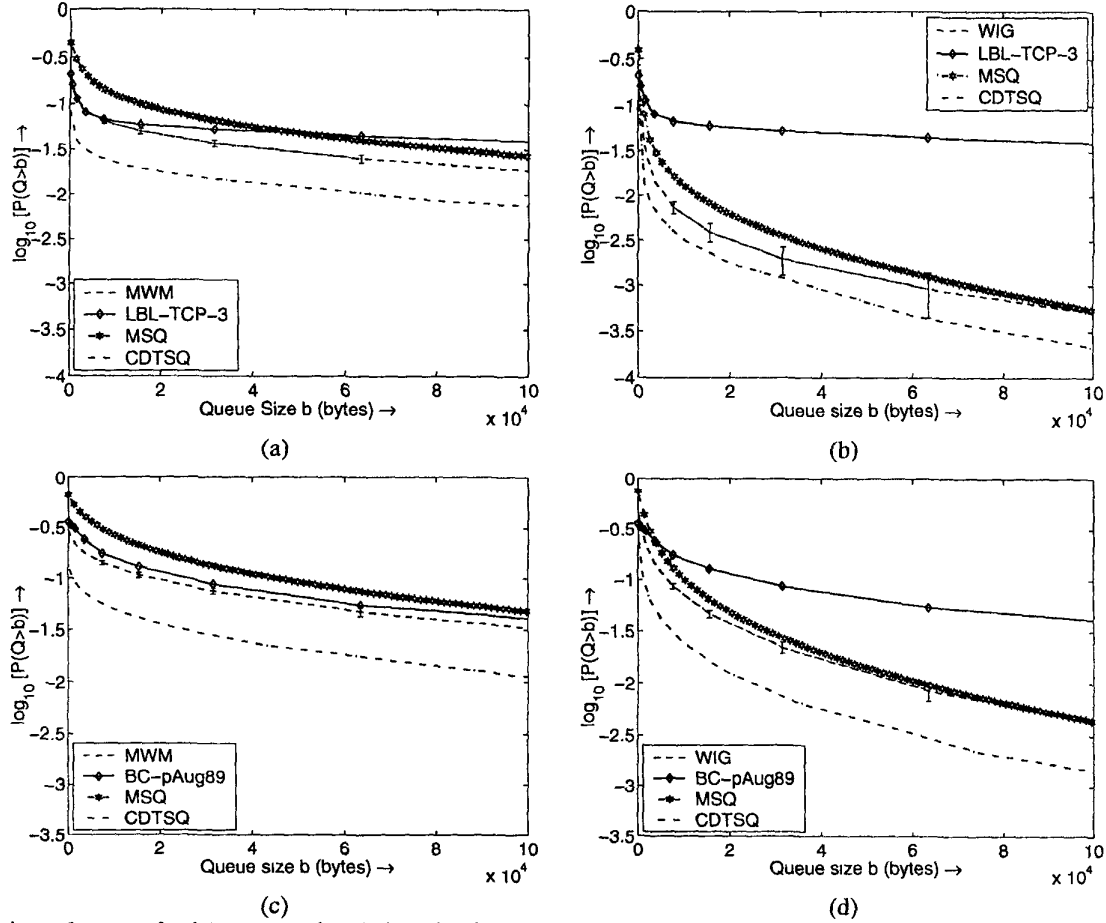 0
−0.5
−1
−1.5
−2
−2.5
−3
−3.5
−4
log10 [P(Q>b)] →
MWM
LBL−TCP−3
MSQ
CDTSQ
0 2 4 6 8 10
Queue Size b (bytes) →
x 10^4
(a)
0
−0.5
−1
−1.5
−2
−2.5
−3
−3.5
−4
log10 [P(Q>b)] →
WIG
LBL−TCP−3
MSQ
CDTSQ
0 2 4 6 8 10
Queue size b (bytes) →
x 10^4
(b)
0
−0.5
−1
−1.5
−2
−2.5
−3
−3.5
log10 [P(Q>b)] →
MWM
BC−pAug89
MSQ
CDTSQ
0 2 4 6 8 10
Queue size b (bytes) →
x 10^4
(c)
0
−0.5
−1
−1.5
−2
−2.5
−3
−3.5
log10 [P(Q>b)] →
WIG
BC−pAug89
MSQ
CDTSQ
0 2 4 6 8 10
Queue size b (bytes) →
x 10^4
(d)